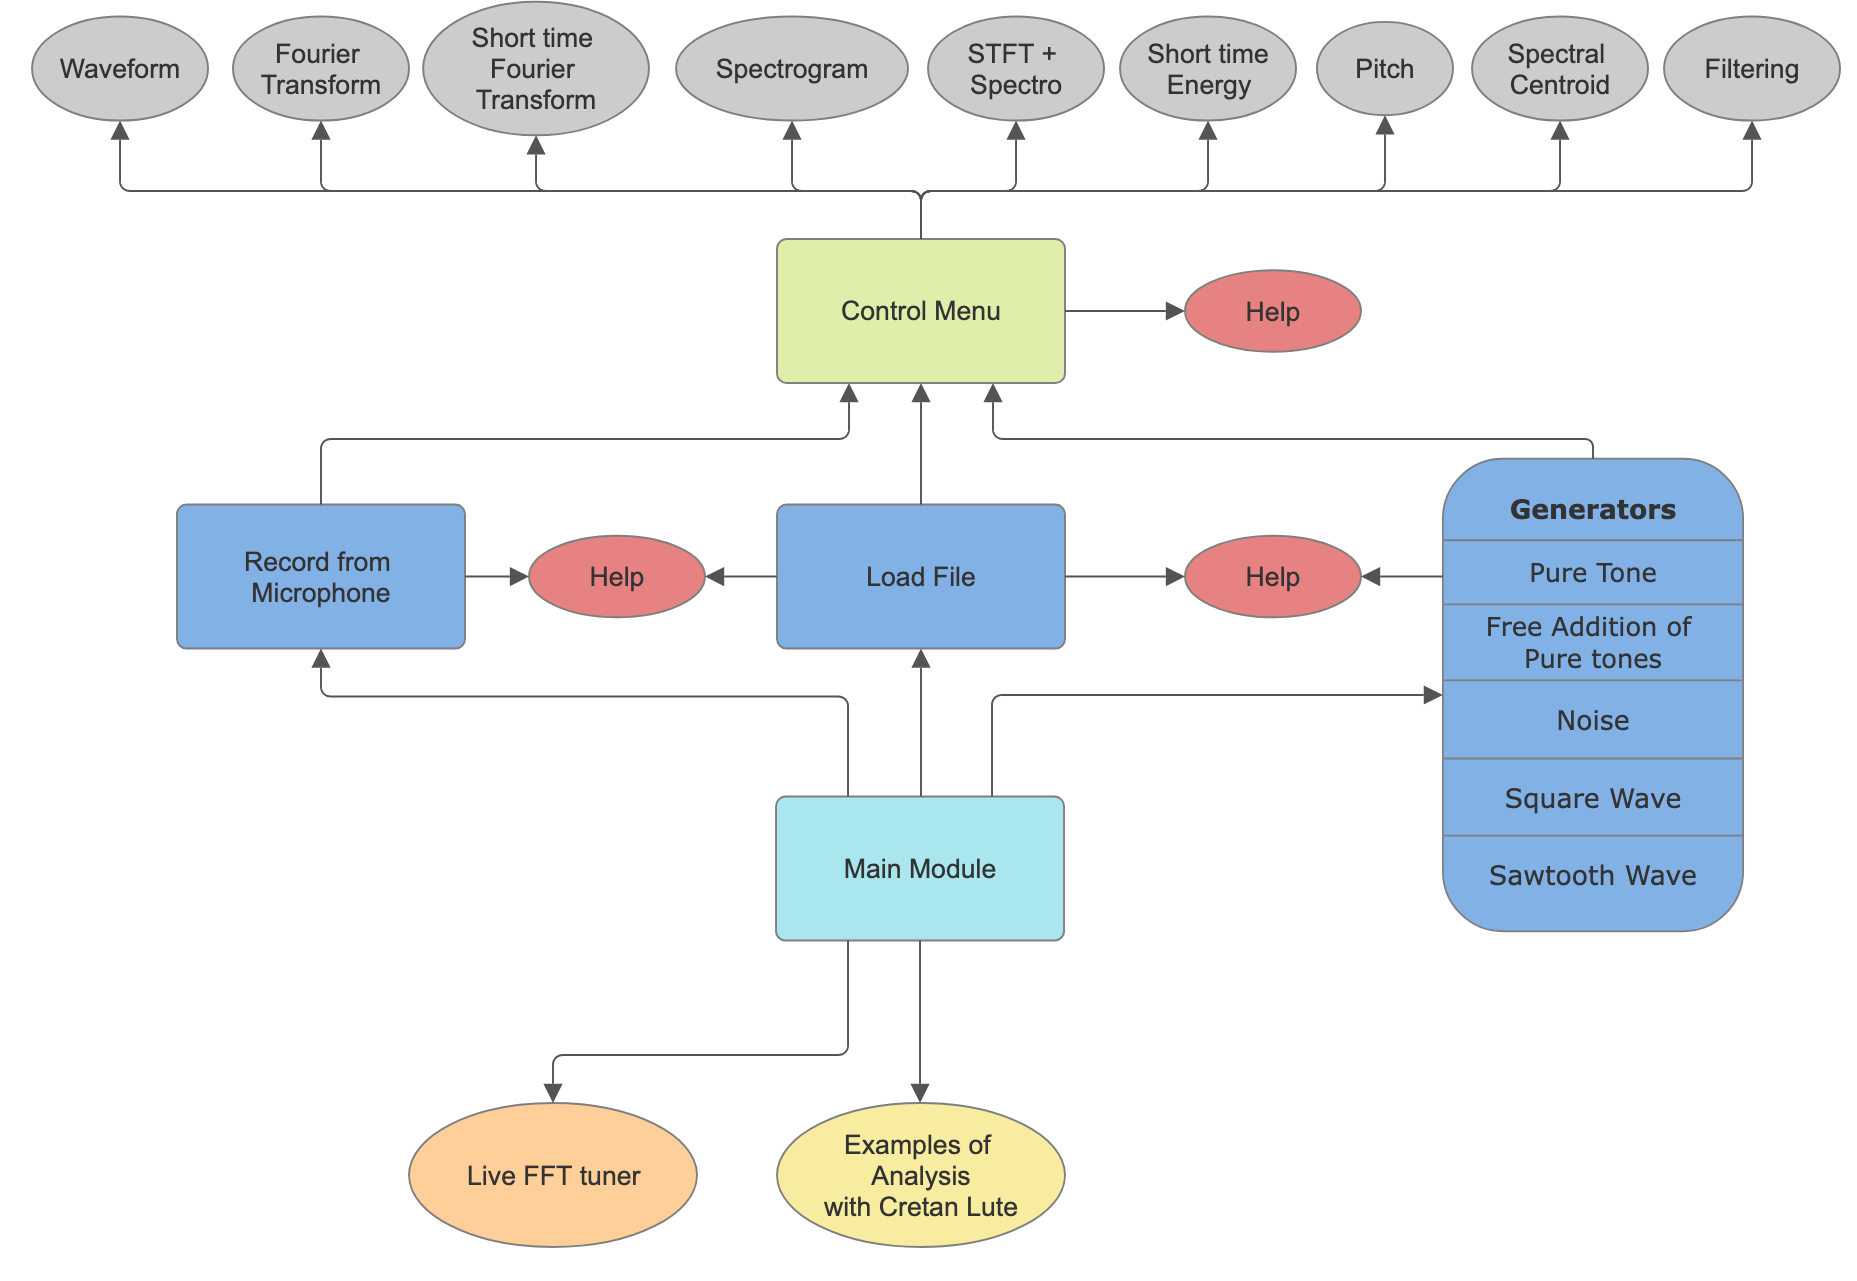 Waveform
Fourier
Transform
Short time
Fourier
Transform
Spectrogram
STFT +
Spectro
Short time
Energy
Pitch
Spectral
Centroid
Filtering
Control Menu
Help
Record from
Microphone
Help
Load File
Help
Generators
Pure Tone
Free Addition of
Pure tones
Noise
Square Wave
Sawtooth Wave
Main Module
Live FFT tuner
Examples of
Analysis
with Cretan Lute